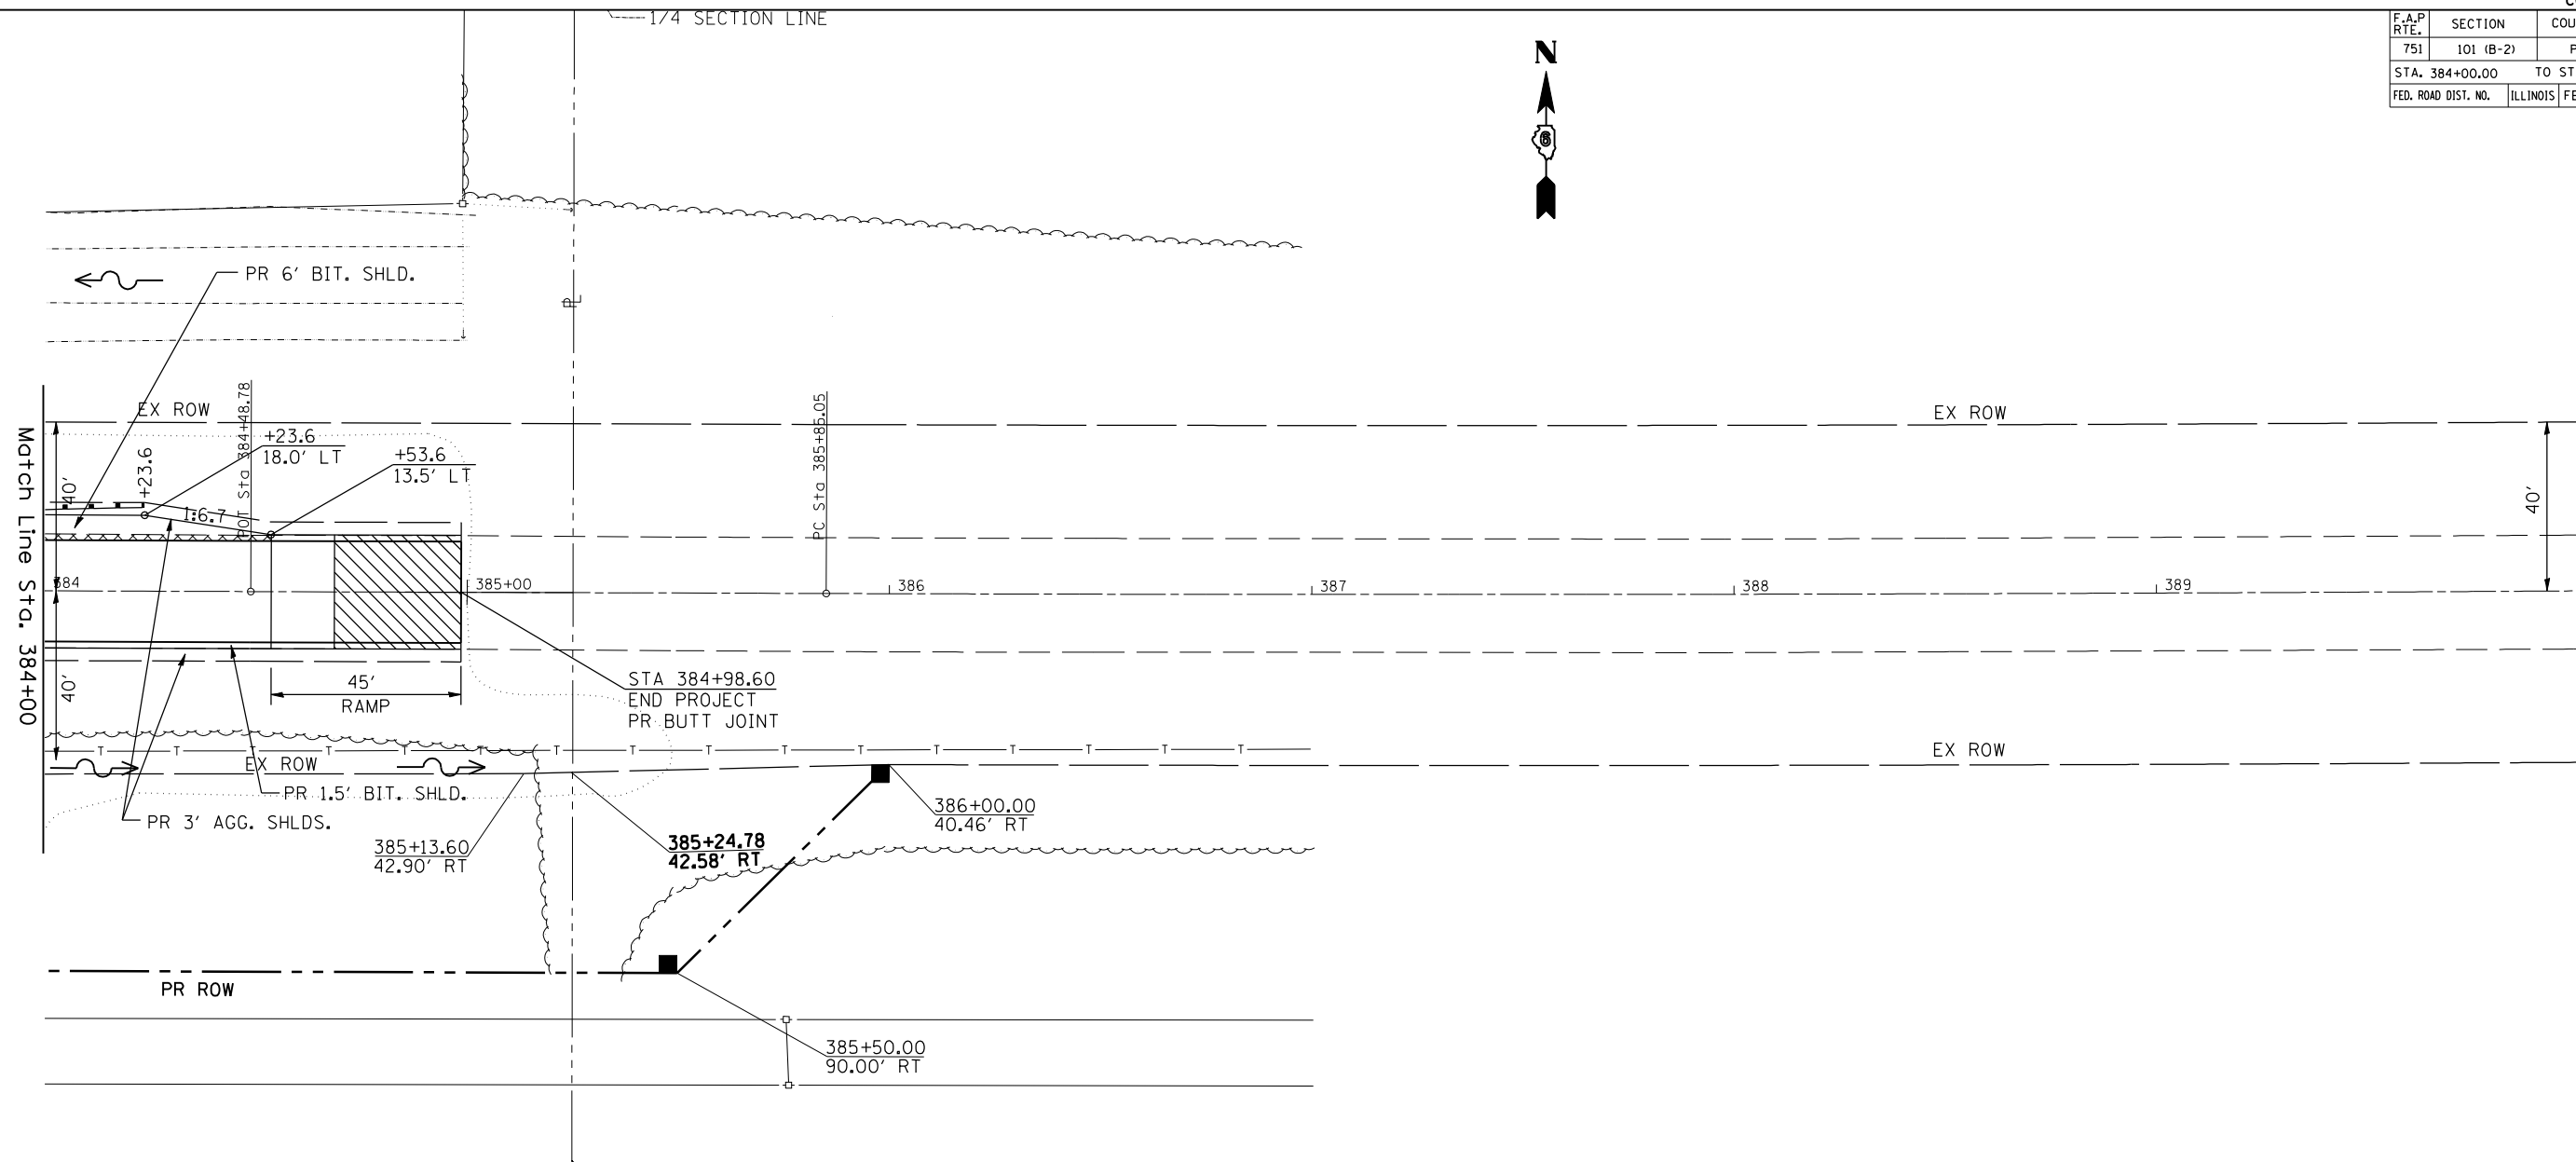 1/4 SECTION LINE
F.A.P RTE.
SECTION
751
101 (B-2)
P
STA. 384+00.00 TO ST
FED. ROAD DIST. NO.
ILLINOIS
FE
N
6
PR 6' BIT. SHLD.
PL
EX ROW
EX ROW
POT Sta 384+48.78
PC Sta 385+85.05
+23.6
18.0' LT
+53.6
13.5' LT
+23.6
1:6.7
40'
40'
40'
Match Line Sta. 384+00
384
385+00
386
387
388
389
45'
RAMP
STA 384+98.60
END PROJECT
PR BUTT JOINT
T T T T T T T T T T T T T T T T
EX ROW
EX ROW
PR 1.5' BIT. SHLD.
PR 3' AGG. SHLDS.
385+13.60
42.90' RT
385+24.78
42.58' RT
386+00.00
40.46' RT
PR ROW
385+50.00
90.00' RT